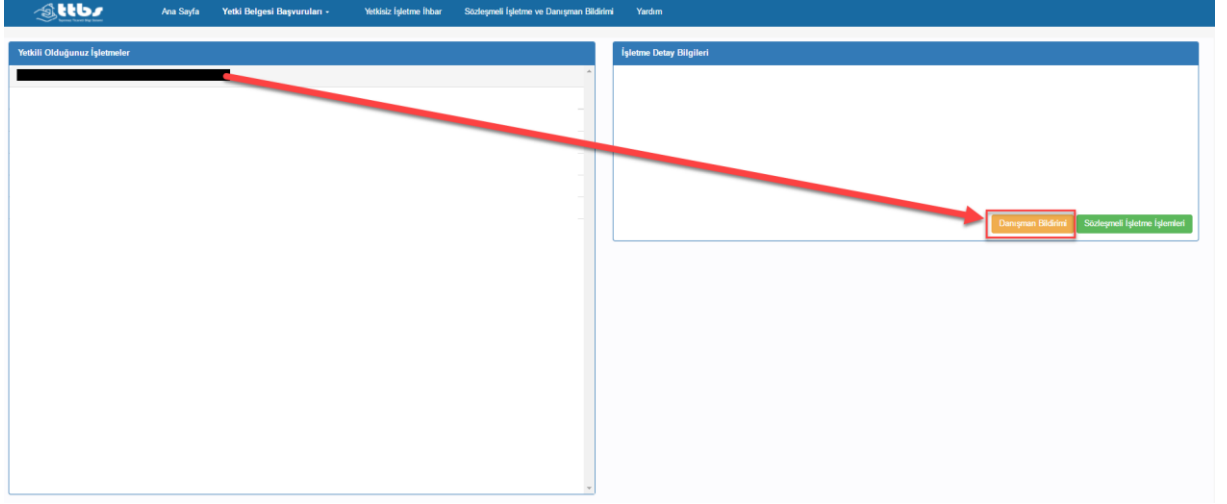 ttbs
Ana Sayfa
Yetki Belgesi Başvuruları
Yetkisiz İşletme İhbar
Sözleşmeli İşletme ve Danışman Bildirimi
Yardım
Yetkili Olduğunuz İşletmeler
İşletme Detay Bilgileri
Danışman Bildirimi
Sözleşmeli İşletme İşlemleri